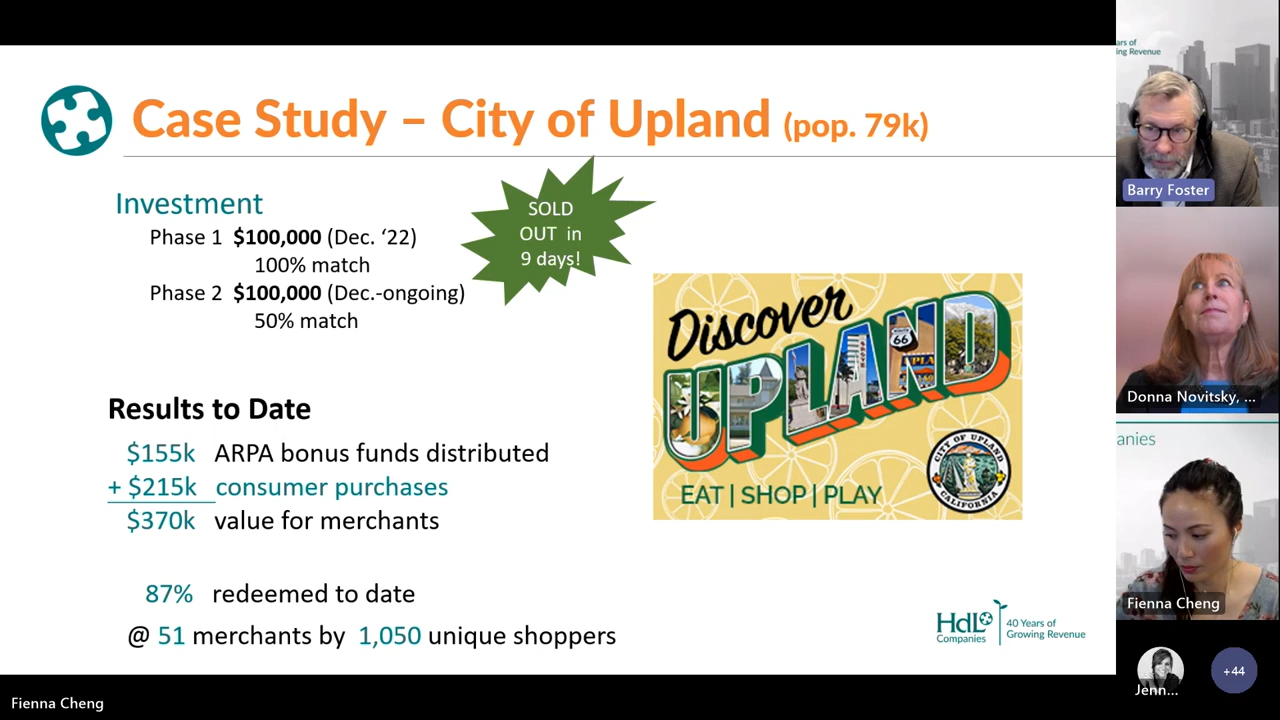 Case Study – City of Upland (pop. 79k)
Investment
Phase 1 $100,000 (Dec. ‘22)
100% match
Phase 2 $100,000 (Dec.-ongoing)
50% match
SOLD
OUT in
9 days!
Results to Date
$155k ARPA bonus funds distributed
+ $215k consumer purchases
$370k value for merchants
87% redeemed to date
@ 51 merchants by 1,050 unique shoppers
Discover
UPLAND
66
EAT | SHOP | PLAY
CITY OF UPLAND
CALIFORNIA
HdL
Companies
40 Years of
Growing Revenue
ars of
ing Revenue
Barry Foster
Donna Novitsky, ...
anies
Fienna Cheng
Jenn...
+44
Fienna Cheng